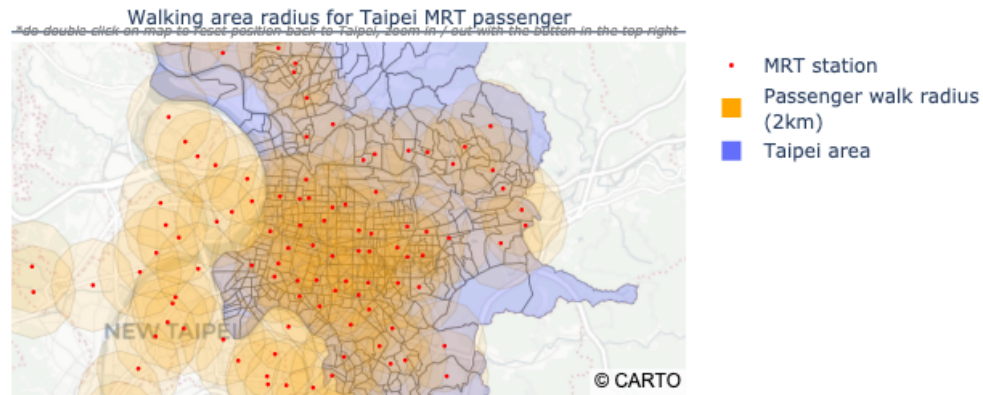 Walking area radius for Taipei MRT passenger
*do double click on map to reset position back to Taipei, zoom in / out with the button in the top right
MRT station
Passenger walk radius
(2km)
Taipei area
NEW TAIPEI
© CARTO